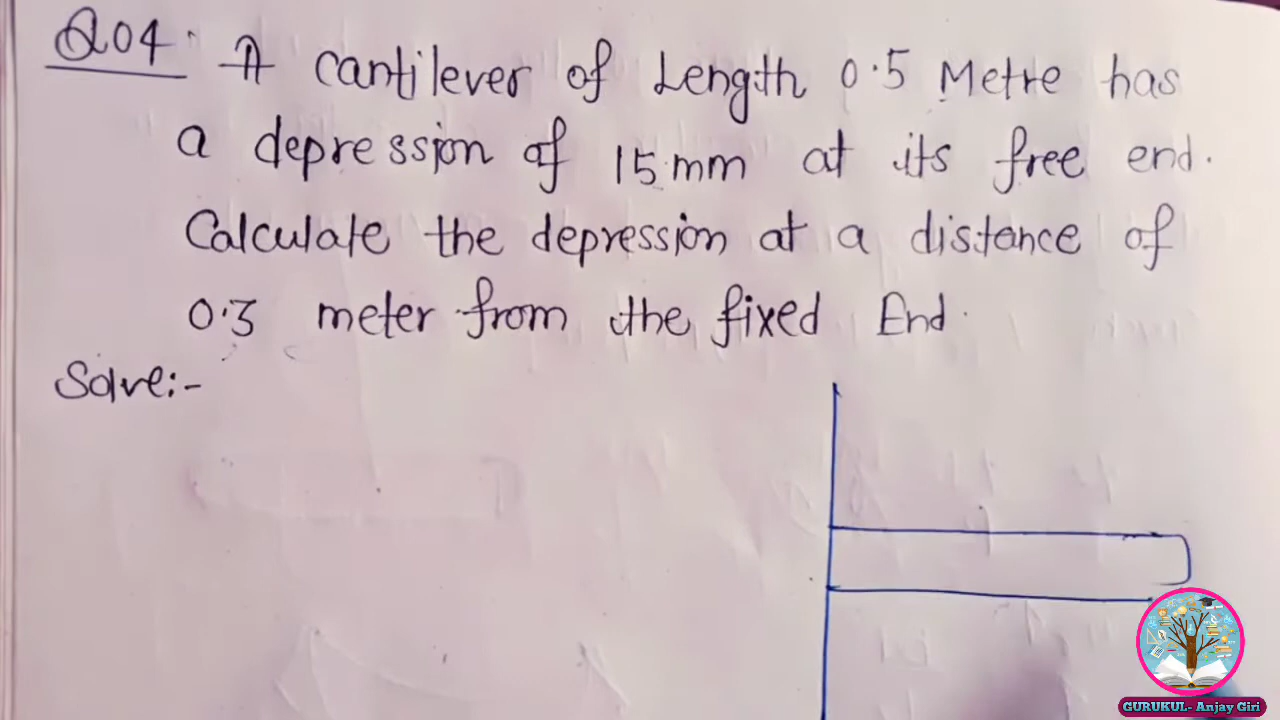 Q04. A cantilever of Length 0.5 Metre has
a depression of 15 mm at its free end.
Calculate the depression at a distance of
0.3 meter from the fixed End.
Solve:-
GURUKUL- Anjay Giri